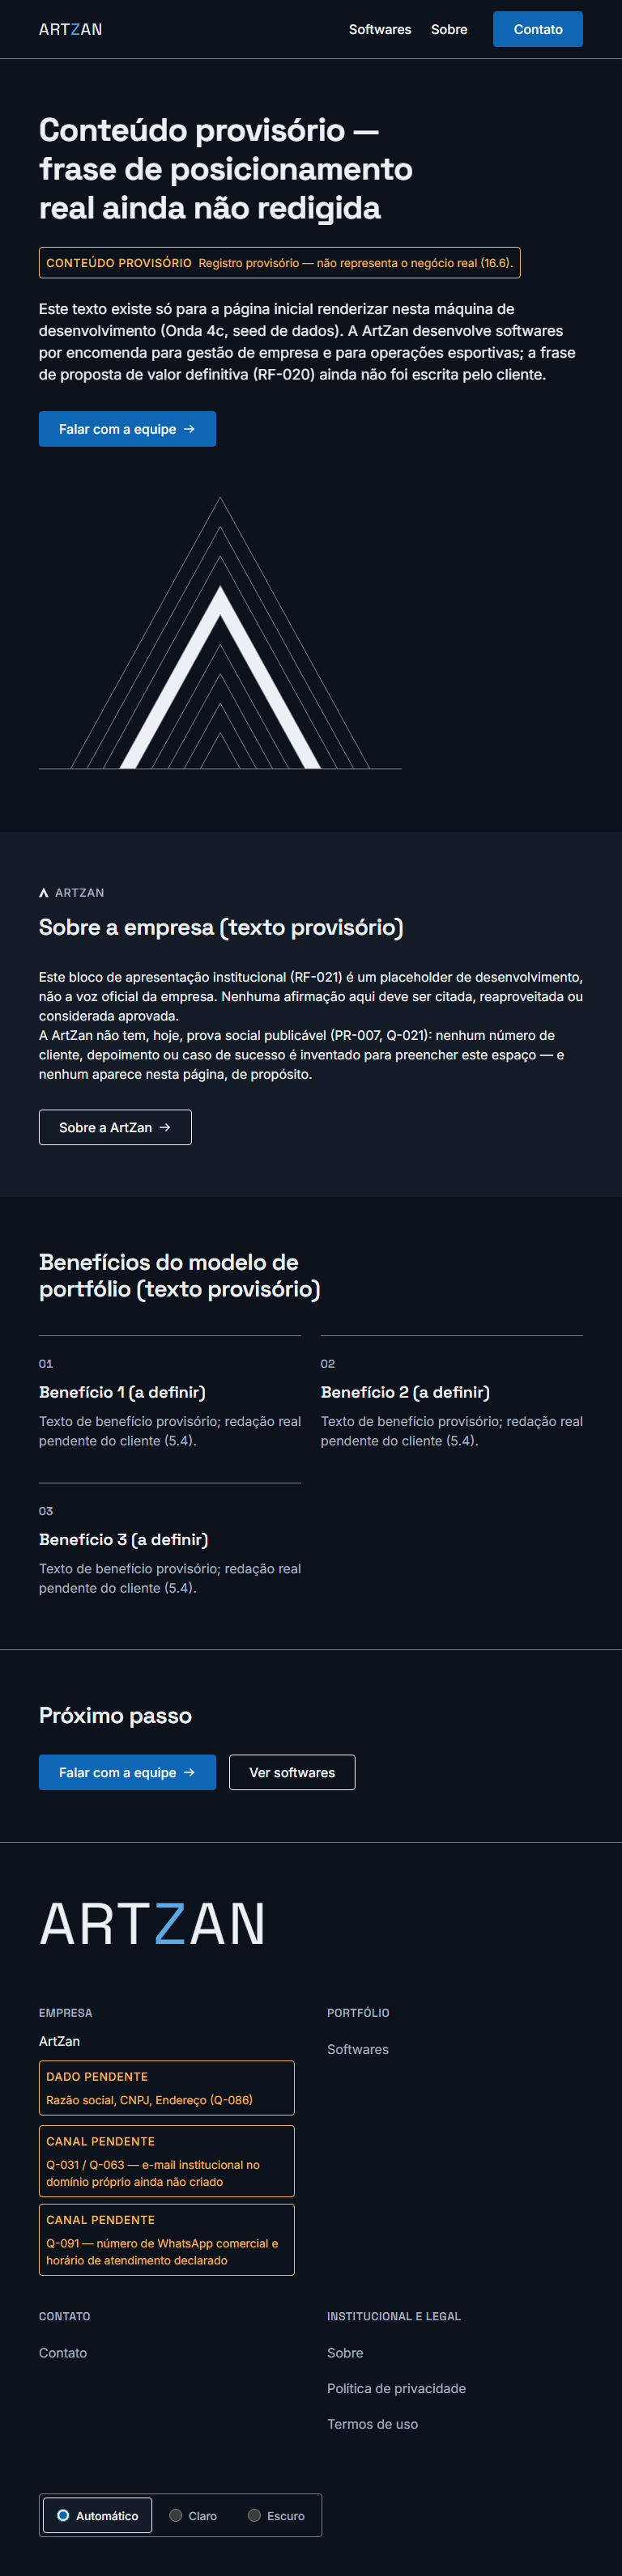 ARTZAN
Softwares
Sobre
Contato
Conteúdo provisório —
frase de posicionamento
real ainda não redigida
CONTEÚDO PROVISÓRIO Registro provisório — não representa o negócio real (16.6).
Este texto existe só para a página inicial renderizar nesta máquina de
desenvolvimento (Onda 4c, seed de dados). A ArtZan desenvolve softwares
por encomenda para gestão de empresa e para operações esportivas; a frase
de proposta de valor definitiva (RF-020) ainda não foi escrita pelo cliente.
Falar com a equipe →
ARTZAN
Sobre a empresa (texto provisório)
Este bloco de apresentação institucional (RF-021) é um placeholder de desenvolvimento,
não a voz oficial da empresa. Nenhuma afirmação aqui deve ser citada, reaproveitada ou
considerada aprovada.
A ArtZan não tem, hoje, prova social publicável (PR-007, Q-021): nenhum número de
cliente, depoimento ou caso de sucesso é inventado para preencher este espaço — e
nenhum aparece nesta página, de propósito.
Sobre a ArtZan →
Benefícios do modelo de
portfólio (texto provisório)
01
Benefício 1 (a definir)
Texto de benefício provisório; redação real
pendente do cliente (5.4).
02
Benefício 2 (a definir)
Texto de benefício provisório; redação real
pendente do cliente (5.4).
03
Benefício 3 (a definir)
Texto de benefício provisório; redação real
pendente do cliente (5.4).
Próximo passo
Falar com a equipe →
Ver softwares
ARTZAN
EMPRESA
ArtZan
DADO PENDENTE
Razão social, CNPJ, Endereço (Q-086)
CANAL PENDENTE
Q-031 / Q-063 — e-mail institucional no
domínio próprio ainda não criado
CANAL PENDENTE
Q-091 — número de WhatsApp comercial e
horário de atendimento declarado
PORTFÓLIO
Softwares
CONTATO
Contato
INSTITUCIONAL E LEGAL
Sobre
Política de privacidade
Termos de uso
Automático
Claro
Escuro